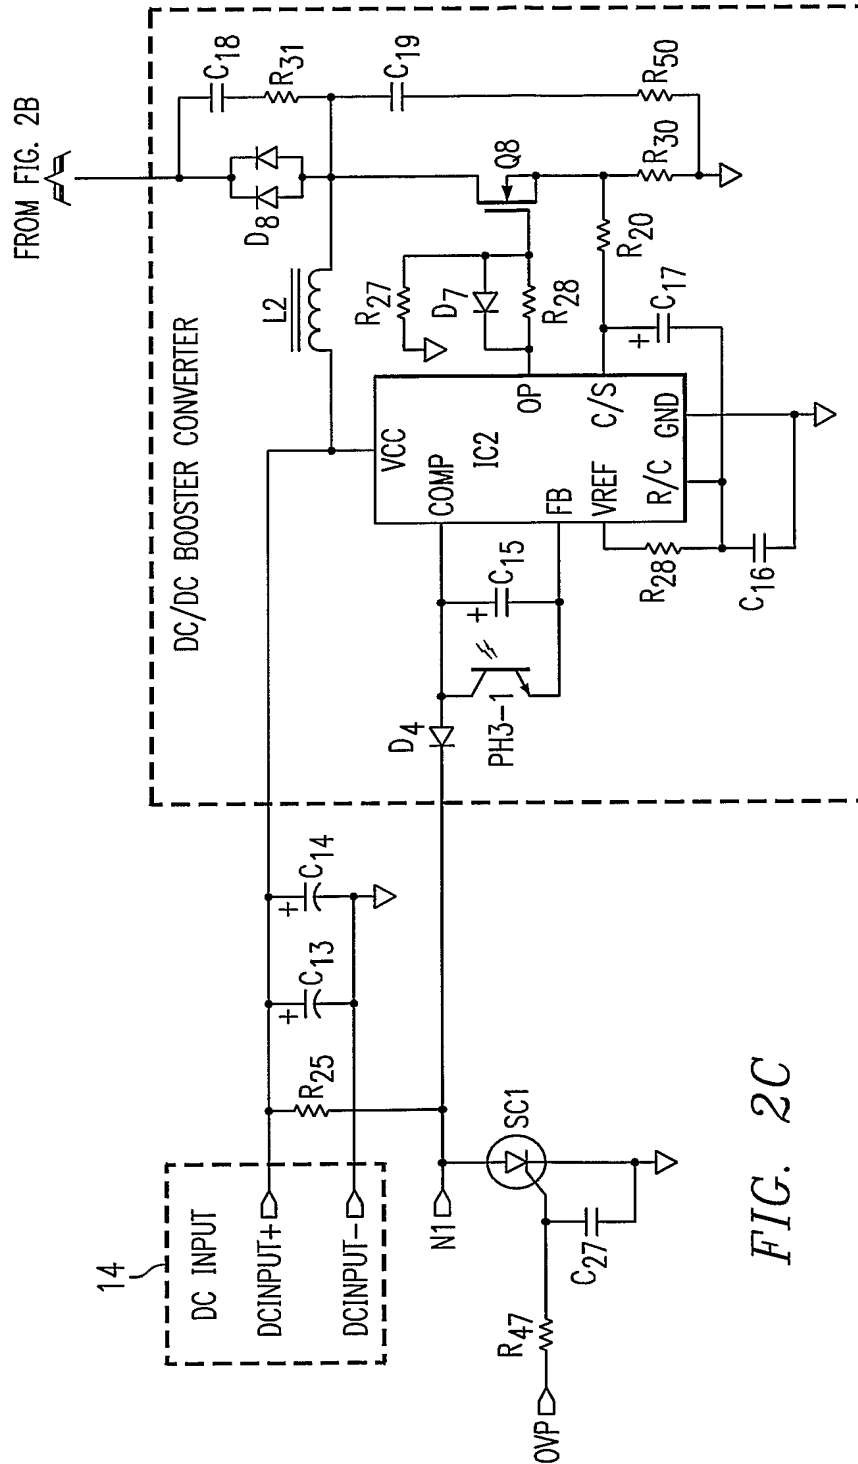 FROM FIG. 2B
DC/DC BOOSTER CONVERTER
C18
R31
C19
R50
D8
L2
Q8
R30
R27
D7
R28
R20
C17
VCC
COMP
IC2
OP
C/S
FB
VREF
R/C
GND
C15
R28
C16
D4
PH3-1
+
+
+
C14
+
C13
R25
14
DC INPUT
DCINPUT+
DCINPUT-
N1
SC1
C27
R47
OVP
FIG. 2C